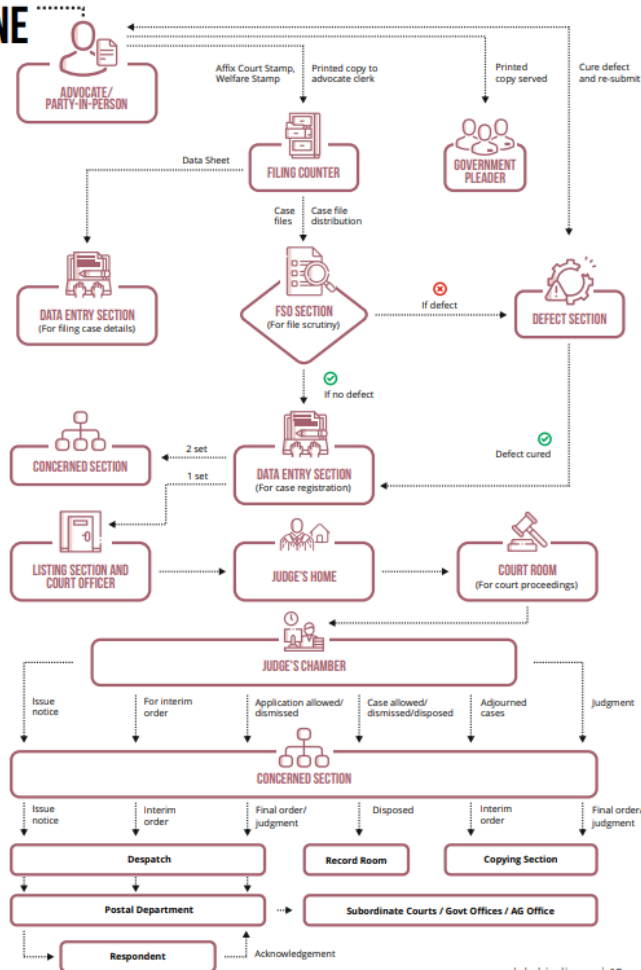 NE
ADVOCATE/
PARTY-IN-PERSON
Affix Court Stamp,
Welfare Stamp
Printed copy to
advocate clerk
Printed
copy served
Cure defect
and re-submit
FILING COUNTER
GOVERNMENT
PLEADER
Data Sheet
Case
files
Case file
distribution
DATA ENTRY SECTION
(For filing case details)
FSO SECTION
(For file scrutiny)
If defect
DEFECT SECTION
If no defect
Defect cured
CONCERNED SECTION
2 set
1 set
DATA ENTRY SECTION
(For case registration)
LISTING SECTION AND
COURT OFFICER
JUDGE'S HOME
COURT ROOM
(For court proceedings)
JUDGE'S CHAMBER
Issue
notice
For interim
order
Application allowed/
dismissed
Case allowed/
dismissed/disposed
Adjourned
cases
Judgment
CONCERNED SECTION
Issue
notice
Interim
order
Final order/
judgment
Disposed
Interim
order
Final order/
judgment
Despatch
Record Room
Copying Section
Postal Department
Subordinate Courts / Govt Offices / AG Office
Respondent
Acknowledgement